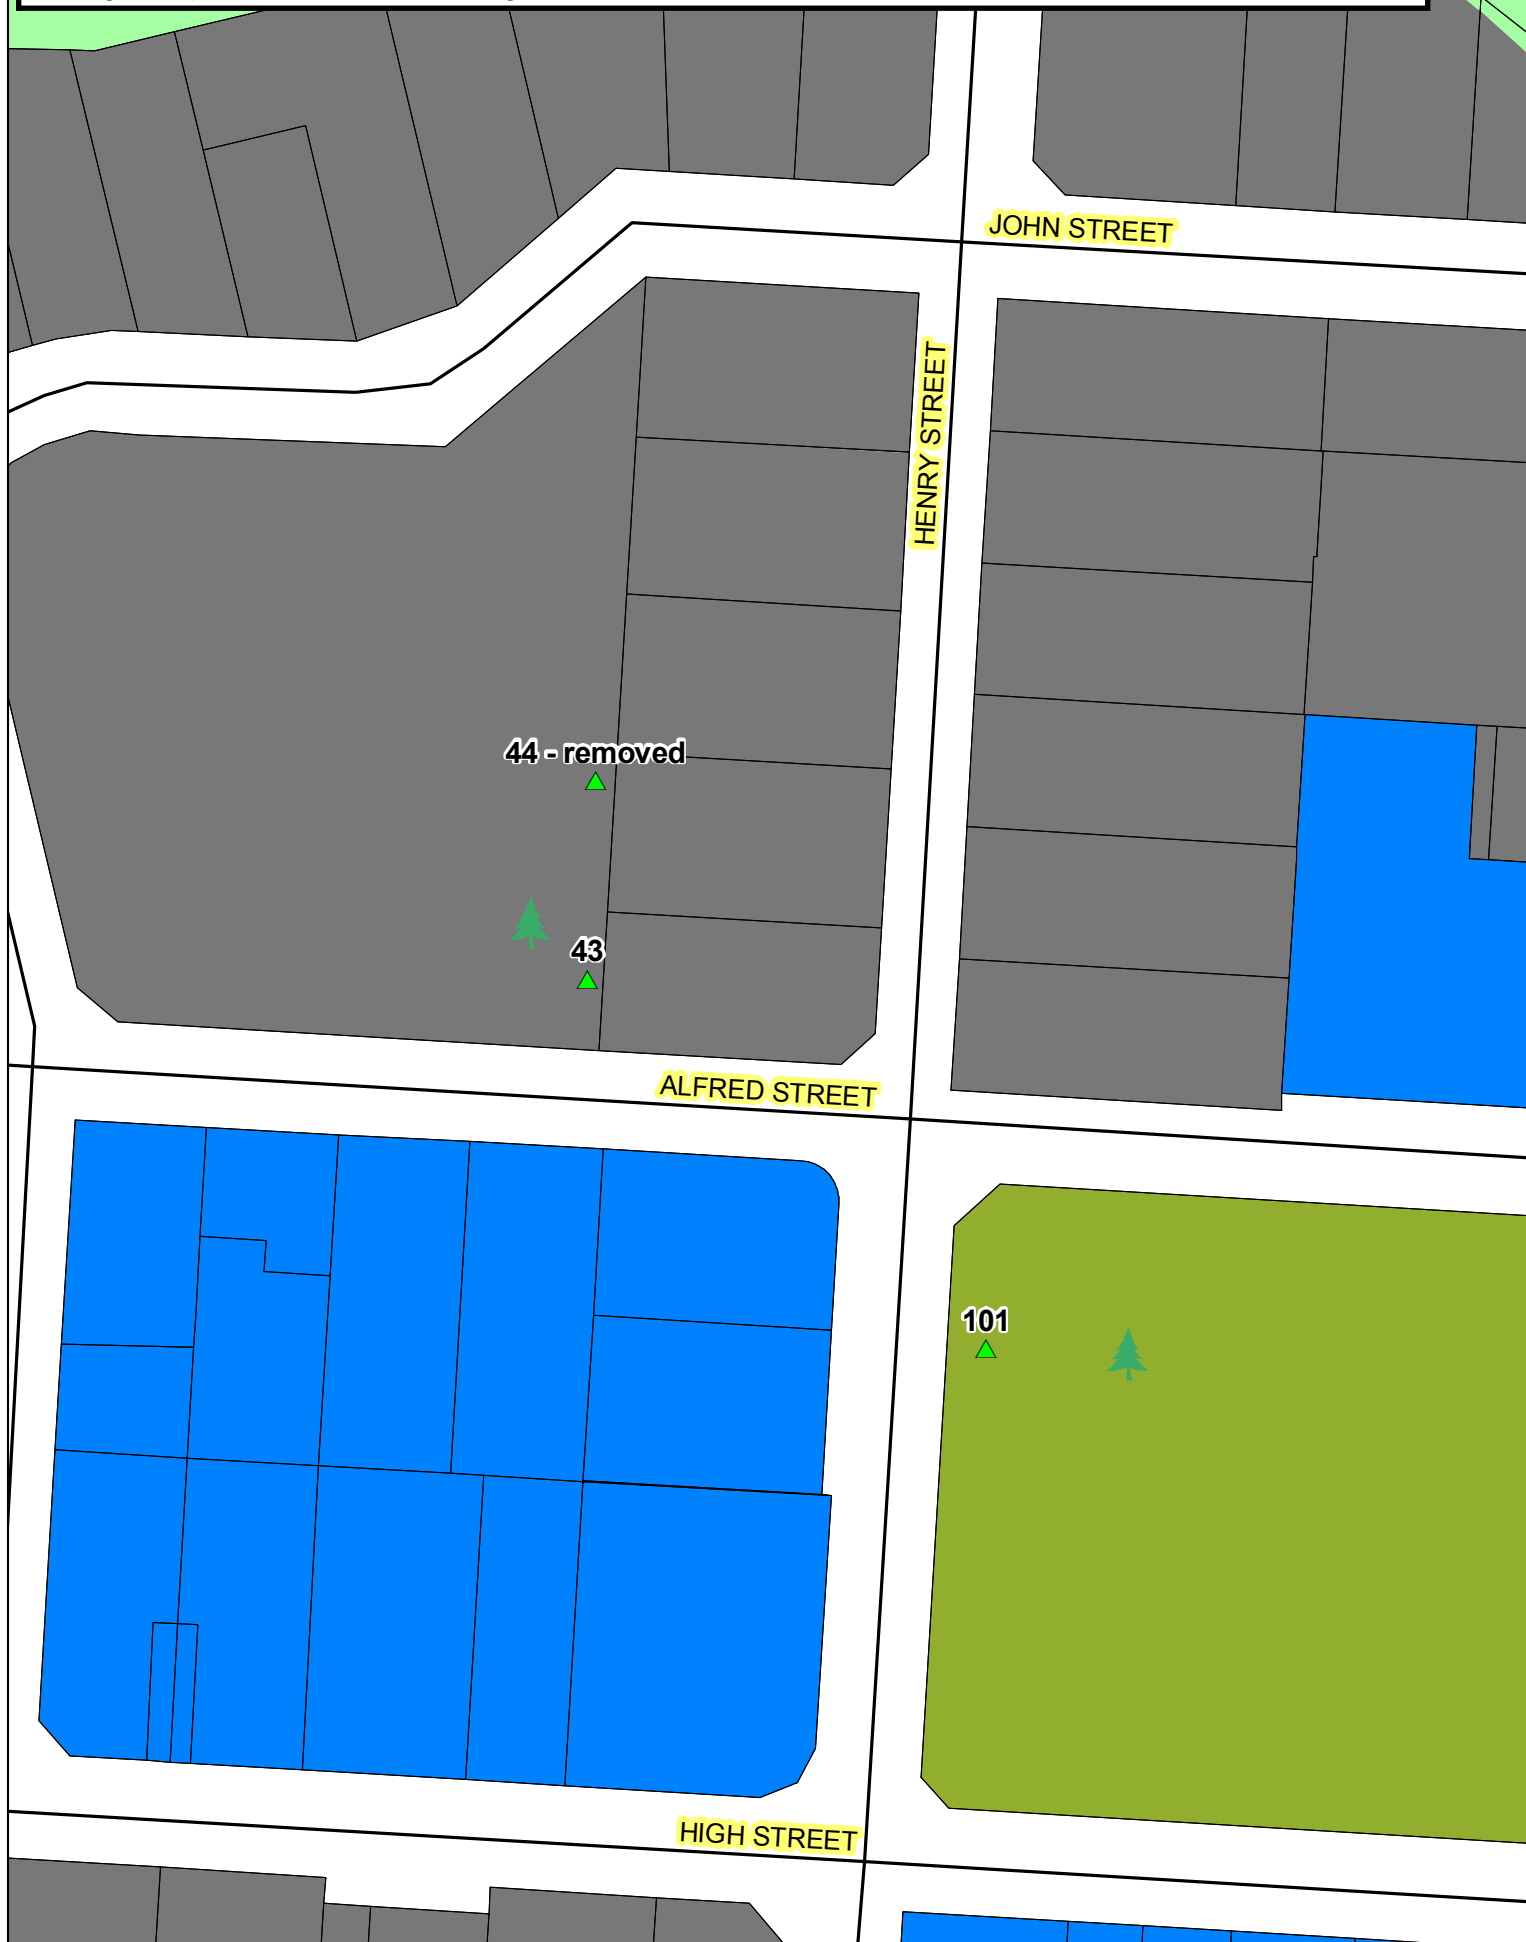 JOHN STREET
HENRY STREET
44 - removed
43
ALFRED STREET
101
HIGH STREET